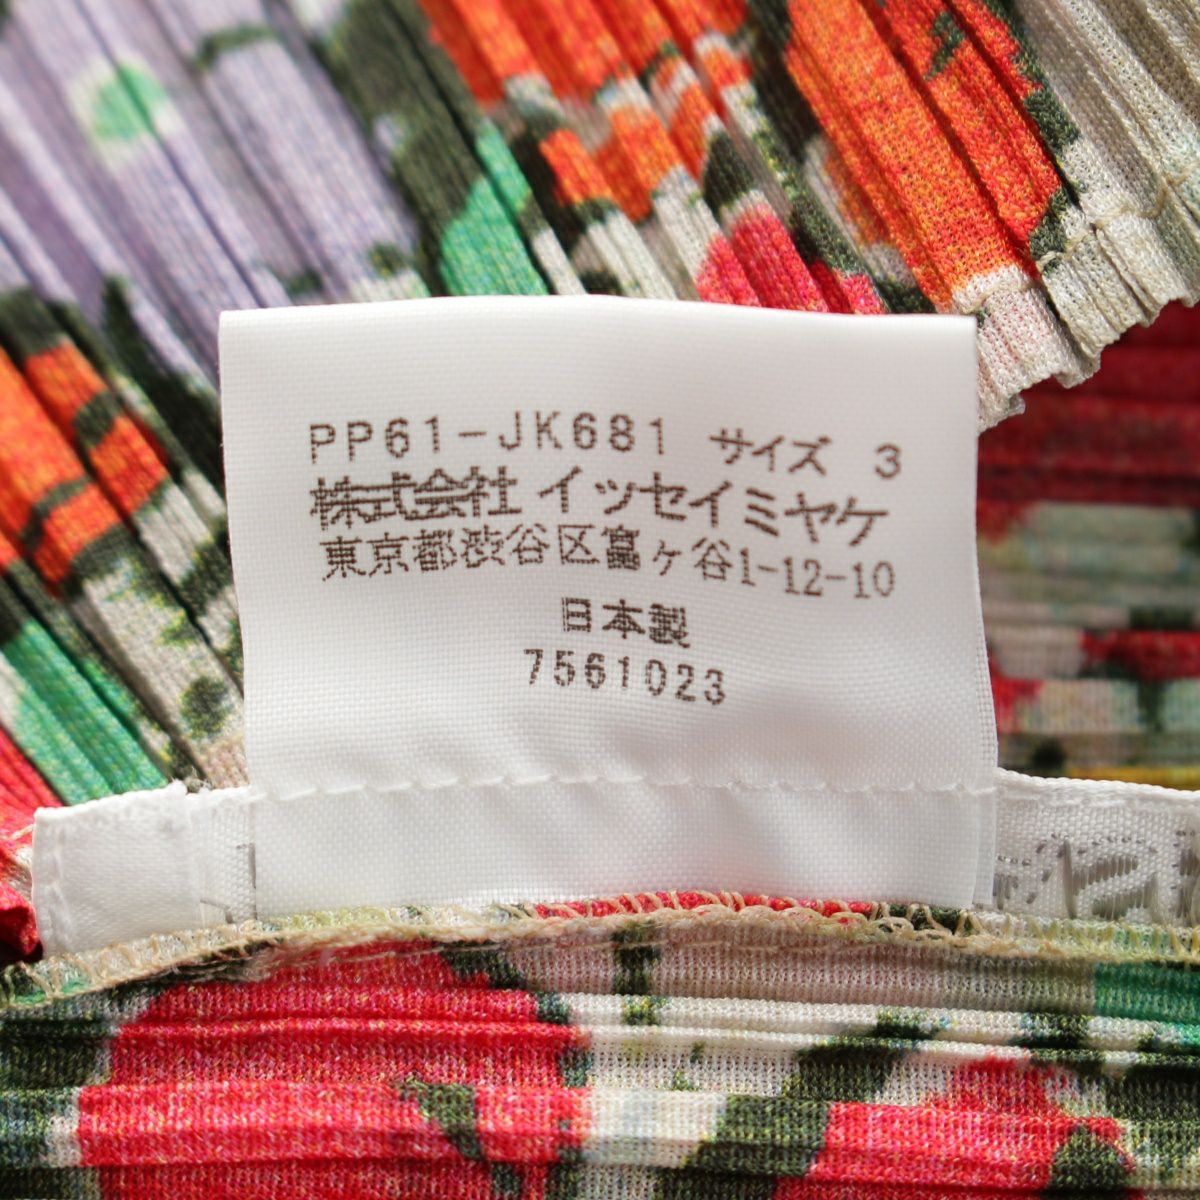 PP61-JK681 サイズ 3
株式会社 イッセイミヤケ
東京都渋谷区富ヶ谷1-12-10
日本製
7561023